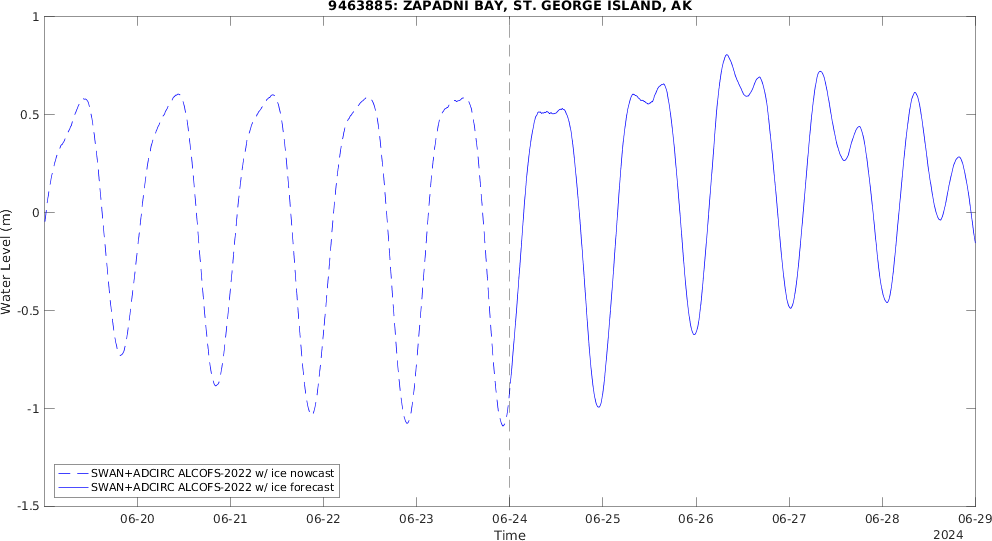 9463885: ZAPADNI BAY, ST. GEORGE ISLAND, AK
1
0.5
0
-0.5
-1
-1.5
Water Level (m)
SWAN+ADCIRC ALCOFS-2022 w/ ice nowcast
SWAN+ADCIRC ALCOFS-2022 w/ ice forecast
06-20 06-21 06-22 06-23 06-24 06-25 06-26 06-27 06-28 06-29
Time
2024